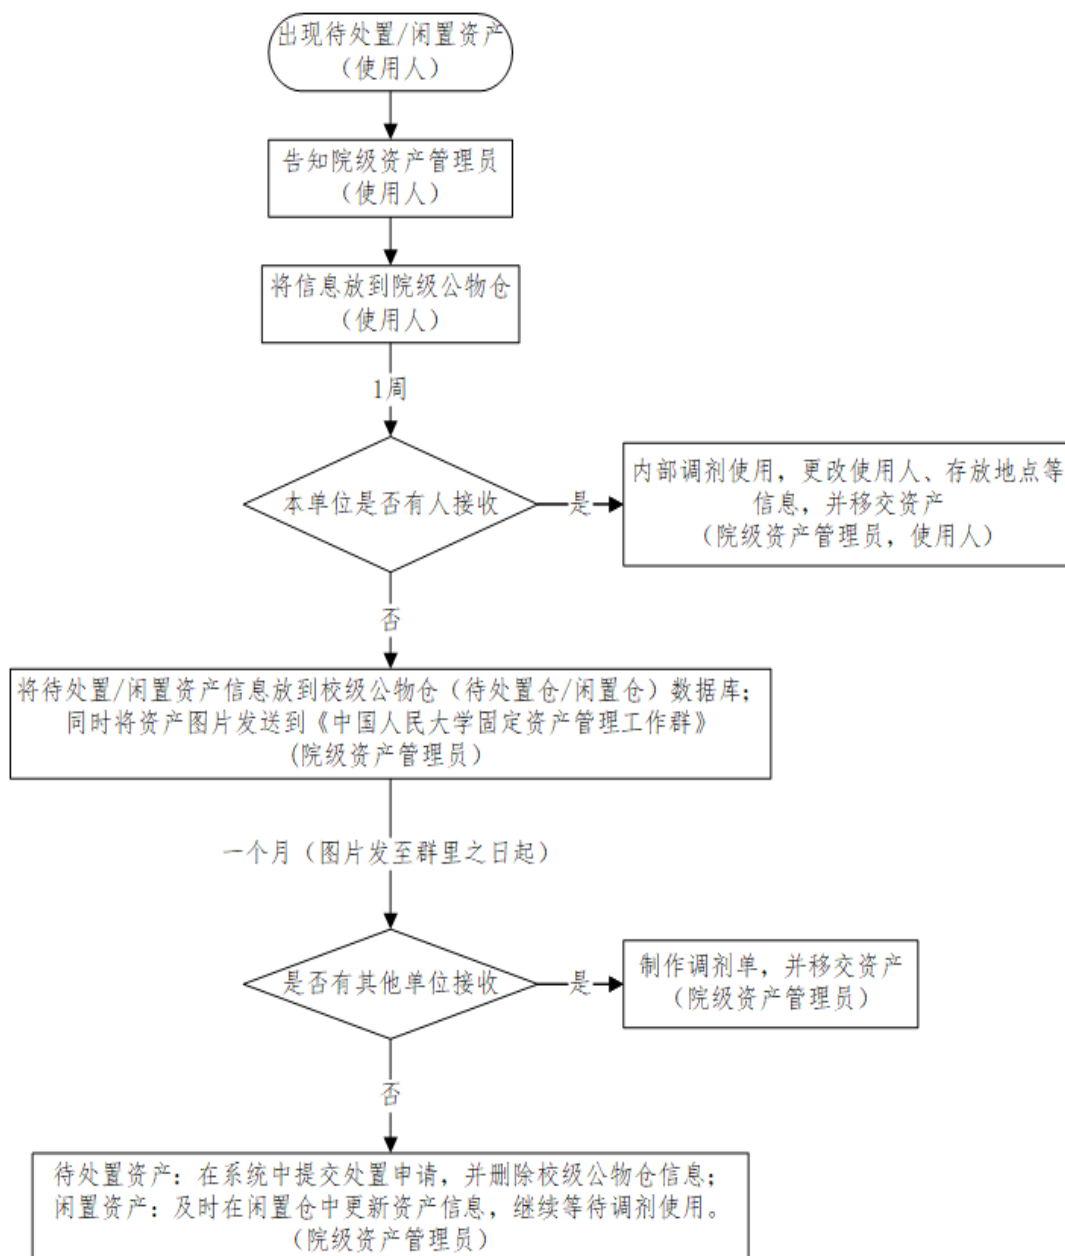 出现待处置/闲置资产
（使用人）
告知院级资产管理员
（使用人）
将信息放到院级公物仓
（使用人）
1周
本单位是否有人接收
是
内部调剂使用，更改使用人、存放地点等
信息，并移交资产
（院级资产管理员，使用人）
否
将待处置/闲置资产信息放到校级公物仓（待处置仓/闲置仓）数据库；
同时将资产图片发送到《中国人民大学固定资产管理工作群》
(院级资产管理员）
一个月（图片发至群里之日起）
是否有其他单位接收
是
制作调剂单，并移交资产
（院级资产管理员）
否
待处置资产：在系统中提交处置申请，并删除校级公物仓信息；
闲置资产：及时在闲置仓中更新资产信息，继续等待调剂使用。
（院级资产管理员）